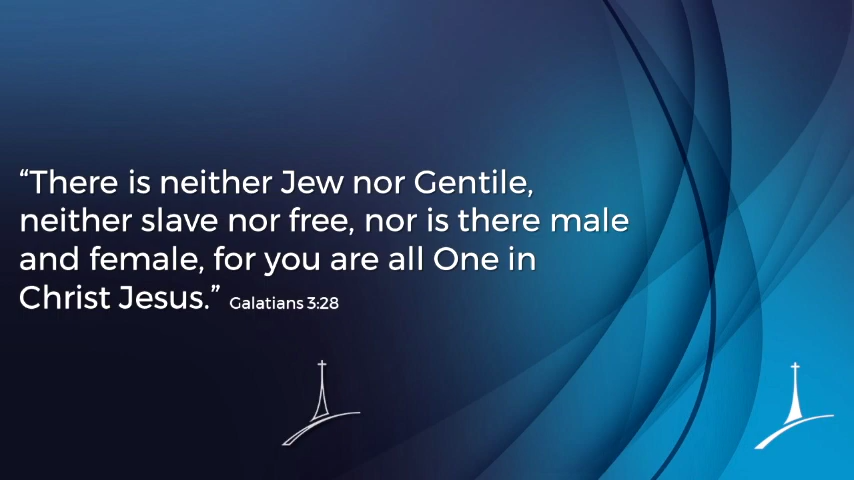 “There is neither Jew nor Gentile,
neither slave nor free, nor is there male
and female, for you are all One in
Christ Jesus.” Galatians 3:28